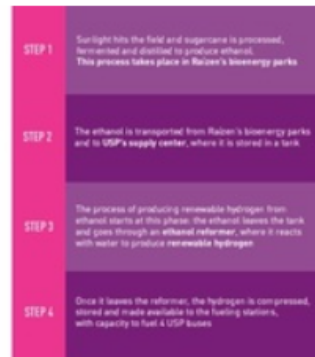 STEP 1
Sunlight hits the field and sugarcane is processed,
fermented and distilled to produce ethanol.
This process takes place in Raízen's bioenergy parks
STEP 2
The ethanol is transported from Raízen's bioenergy parks
and to USP's supply center, where it is stored in a tank
STEP 3
The process of producing renewable hydrogen from
ethanol starts at this phase: the ethanol leaves the tank
and goes through an ethanol reformer, where it reacts
with water to produce renewable hydrogen
STEP 4
Once it leaves the reformer, the hydrogen is compressed,
stored and made available to the fueling stations,
with capacity to fuel 4 USP buses